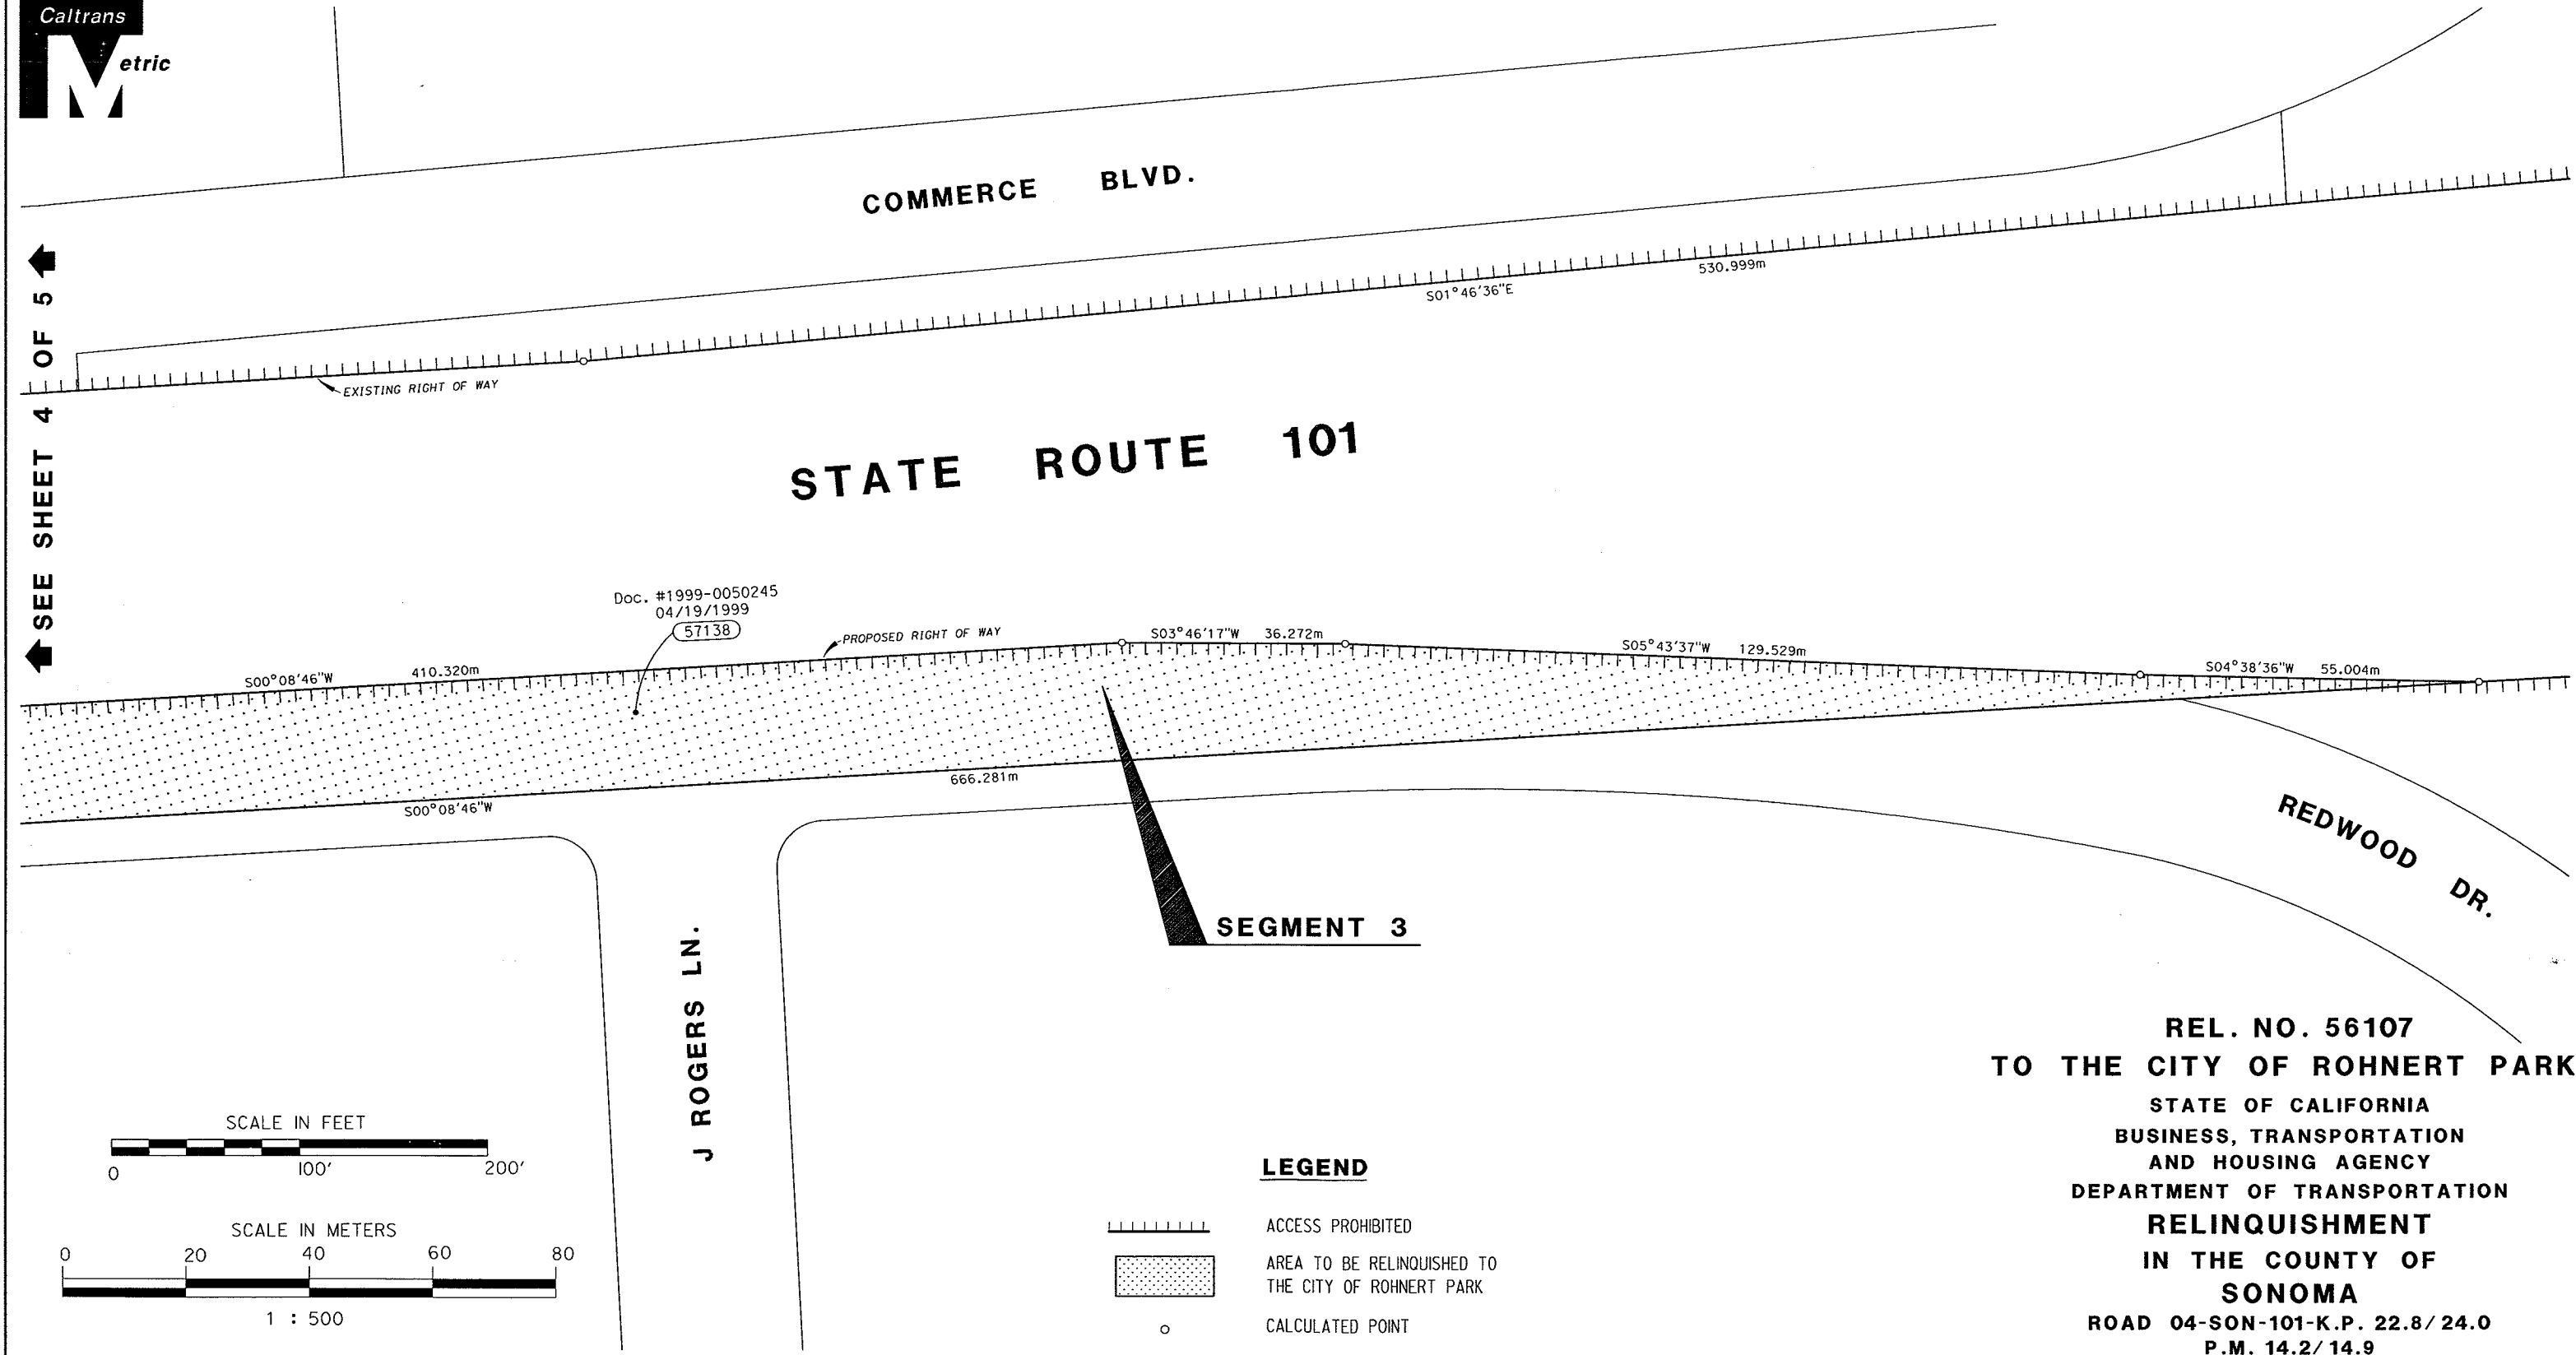 Caltrans
Metric
COMMERCE BLVD.
530.999m
S01°46'36"E
EXISTING RIGHT OF WAY
SEE SHEET 4 OF 5
STATE ROUTE 101
Doc. #1999-0050245
04/19/1999
57138
PROPOSED RIGHT OF WAY
S03°46'17"W 36.272m
S05°43'37"W 129.529m
S04°38'36"W 55.004m
S00°08'46"W 410.320m
666.281m
S00°08'46"W
REDWOOD DR.
SEGMENT 3
J ROGERS LN.
SCALE IN FEET
0 100' 200'
SCALE IN METERS
0 20 40 60 80
1 : 500
LEGEND
ACCESS PROHIBITED
AREA TO BE RELINQUISHED TO
THE CITY OF ROHNERT PARK
CALCULATED POINT
REL. NO. 56107
TO THE CITY OF ROHNERT PARK
STATE OF CALIFORNIA
BUSINESS, TRANSPORTATION
AND HOUSING AGENCY
DEPARTMENT OF TRANSPORTATION
RELINQUISHMENT
IN THE COUNTY OF
SONOMA
ROAD 04-SON-101-K.P. 22.8/24.0
P.M. 14.2/14.9